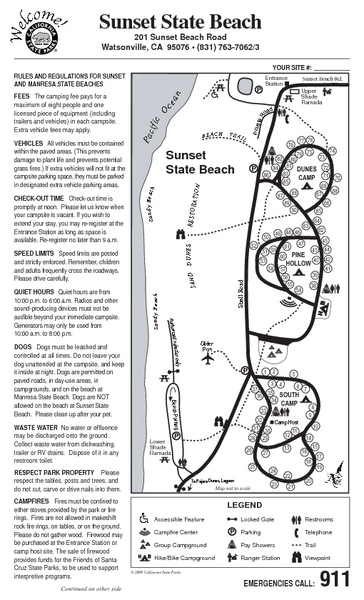 Welcome!
Sunset State Beach
201 Sunset Beach Road
Watsonville, CA 95076 • (831) 763-7062/3
YOUR SITE #:
RULES AND REGULATIONS FOR SUNSET
AND MANRESA STATE BEACHES
FEES The camping fee pays for a
maximum of eight people and one
licensed piece of equipment (including
trailers and vehicles) in each campsite.
Extra vehicle fees may apply.
VEHICLES All vehicles must be contained
within the paved areas. (This prevents
damage to plant life and prevents potential
grass fires.) If extra vehicles will not fit at the
campsite parking space, they must be parked
in designated extra vehicle parking areas.
CHECK-OUT TIME Check-out time is
promptly at noon. Please let us know when
your campsite is vacant. If you wish to
extend your stay, you may re-register at the
Entrance Station as long as space is
available. Re-register no later than 9 a.m.
SPEED LIMITS Speed limits are posted
and strictly enforced. Remember, children
and adults frequently cross the roadways.
Please drive carefully.
QUIET HOURS Quiet hours are from
10:00 p.m. to 6:00 a.m. Radios and other
sound-producing devices must not be
audible beyond your immediate campsite.
Generators may only be used from
10:00 a.m. to 8:00 p.m.
DOGS Dogs must be leashed and
controlled at all times. Do not leave your
dog unattended at the campsite, and keep
it inside at night. Dogs are permitted
on paved roads, in day-use areas, in
campgrounds, and on the beach at
Manresa State Beach. Dogs are NOT
allowed on the beach at Sunset State
Beach. Please clean up after your pet.
WASTE WATER No water or effluence
may be discharged onto the ground.
Collect waste water from dishwashing,
trailer or RV drains. Dispose of it in any
restroom toilet.
RESPECT PARK PROPERTY Please
respect the tables, posts and trees, and
do not cut, carve or drive nails into them.
CAMPFIRES Fires must be confined to
either stoves provided by the park or fire
rings. Fires are not allowed in makeshift
rock fire rings, on tables, or on the ground.
Please do not gather wood. Firewood may
be purchased at the Entrance Station or
camp host site. The sale of firewood
provides funds for the Friends of Santa
Cruz State Parks, to be used to support
interpretive programs.
Continued on other side
Pacific Ocean
Entrance
Station
Sunset Beach Rd.
Upper
Shade
Ramada
BEACH TRAIL
Sunset
State Beach
DUNES
CAMP
Sandy Beach
SAND DUNES RESTORATION
PINE
HOLLOW
Shell Road
Sandy Beach
Glider
Port
SOUTH
CAMP
Camp Host
Lower
Shade
Ramada
To Pajaro Dunes, Lagoon
Map not to scale
LEGEND
Accessible Feature
Campfire Center
Group Campground
Hike/Bike Campground
Locked Gate
Parking
Pay Showers
Ranger Station
Restrooms
Telephone
Trail
Viewpoint
EMERGENCIES CALL: 911